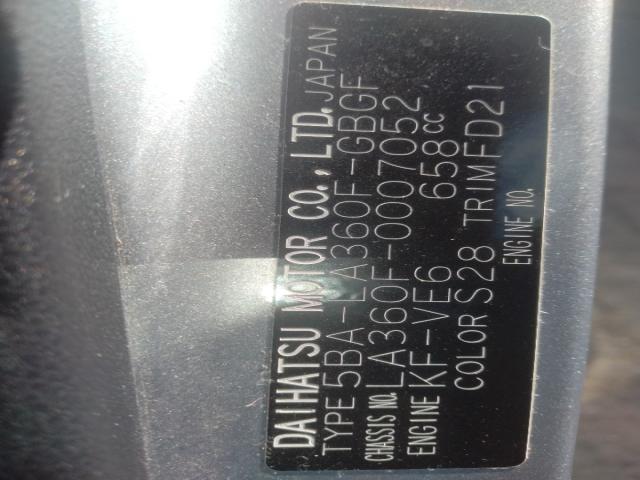 DAIHATSU MOTOR CO., LTD. JAPAN
TYPE 5BA-LA360F-GBGF
CHASSIS NO. LA360F-0007052
ENGINE KF-VE6 658cc
COLOR S28 TRIM FD21
ENGINE NO.